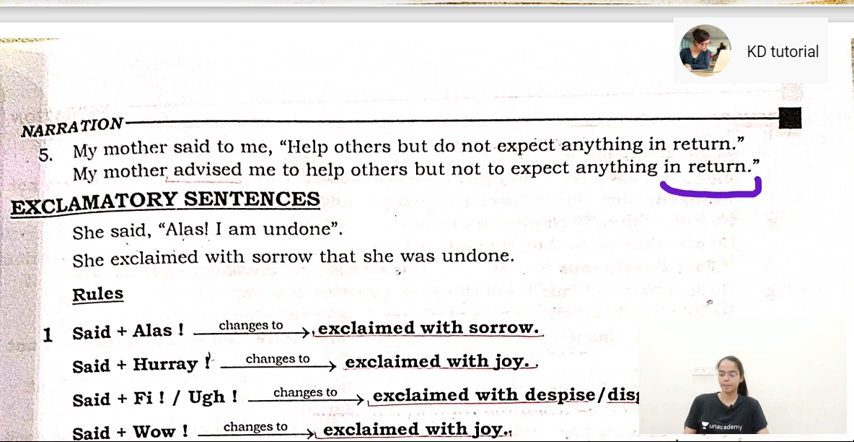 KD tutorial
NARRATION
5. My mother said to me, “Help others but do not expect anything in return.”
My mother advised me to help others but not to expect anything in return.”
EXCLAMATORY SENTENCES
She said, “Alas! I am undone”.
She exclaimed with sorrow that she was undone.
Rules
1 Said + Alas ! changes to exclaimed with sorrow.
Said + Hurray ! changes to exclaimed with joy.
Said + Fi ! / Ugh ! changes to exclaimed with despise/
Said + Wow ! changes to exclaimed with joy.
unacademy